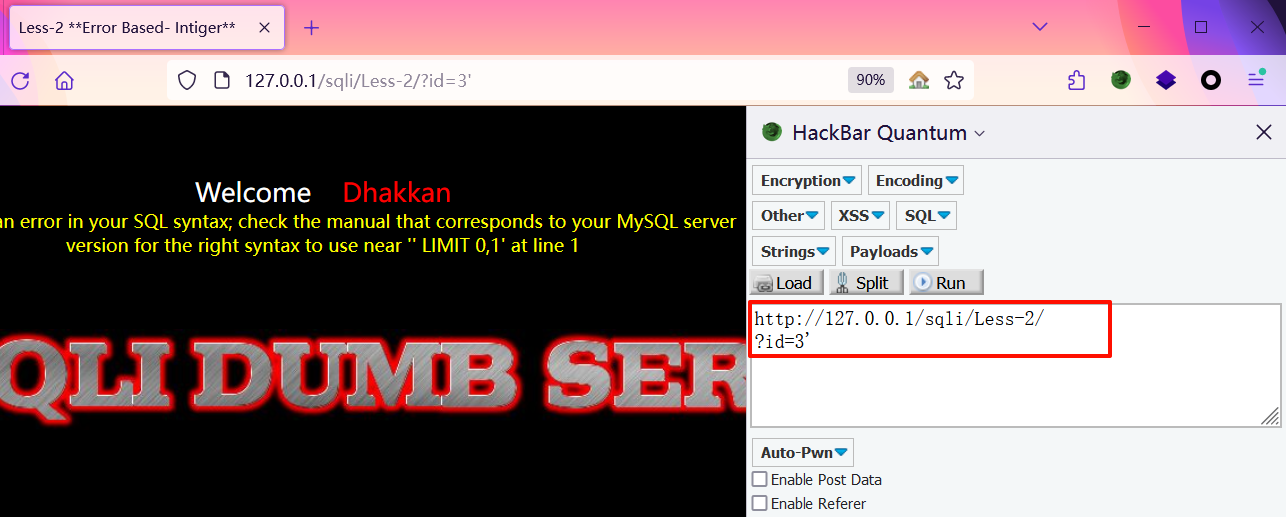 Less-2 **Error Based- Intiger**
127.0.0.1/sqli/Less-2/?id=3'
90%
Welcome Dhakkan
an error in your SQL syntax; check the manual that corresponds to your MySQL server
version for the right syntax to use near '' LIMIT 0,1' at line 1
QLI DUMB SER
HackBar Quantum
Encryption Encoding
Other XSS SQL
Strings Payloads
Load Split Run
http://127.0.0.1/sqli/Less-2/
?id=3'
Auto-Pwn
Enable Post Data
Enable Referer